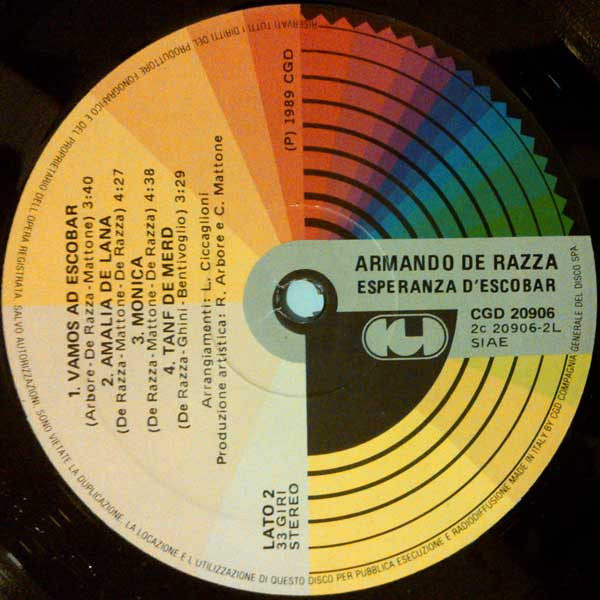 ARMANDO DE RAZZA
ESPERANZA D'ESCOBAR
CGD 20906
2c 20906-2L
SIAE
(P) 1989 CGD
1. VAMOS AD ESCOBAR
(Arbore - De Razza - Mattone) 3:40
2. AMALIA DE LANA
(De Razza - Mattone - De Razza) 4:27
3. MONICA
(De Razza - Mattone - De Razza) 4:38
4. TANF DE MERD
(De Razza - Ghini - Bentivoglio) 3:29
Arrangiamenti: L. Ciccaglioni
Produzione artistica: R. Arbore e C. Mattone
LATO 2
33 GIRI
STEREO
RISERVATI TUTTI I DIRITTI DEL PRODUTTORE FONOGRAFICO E DEL PROPRIETARIO DELL'OPERA REGISTRATA. SALVO AUTORIZZAZIONE, SONO VIETATE LA DUPLICAZIONE, LA LOCAZIONE E L'UTILIZZAZIONE DI QUESTO DISCO PER PUBBLICA ESECUZIONE E RADIODIFFUSIONE MADE IN ITALY BY CGD COMPAGNIA GENERALE DEL DISCO SPA